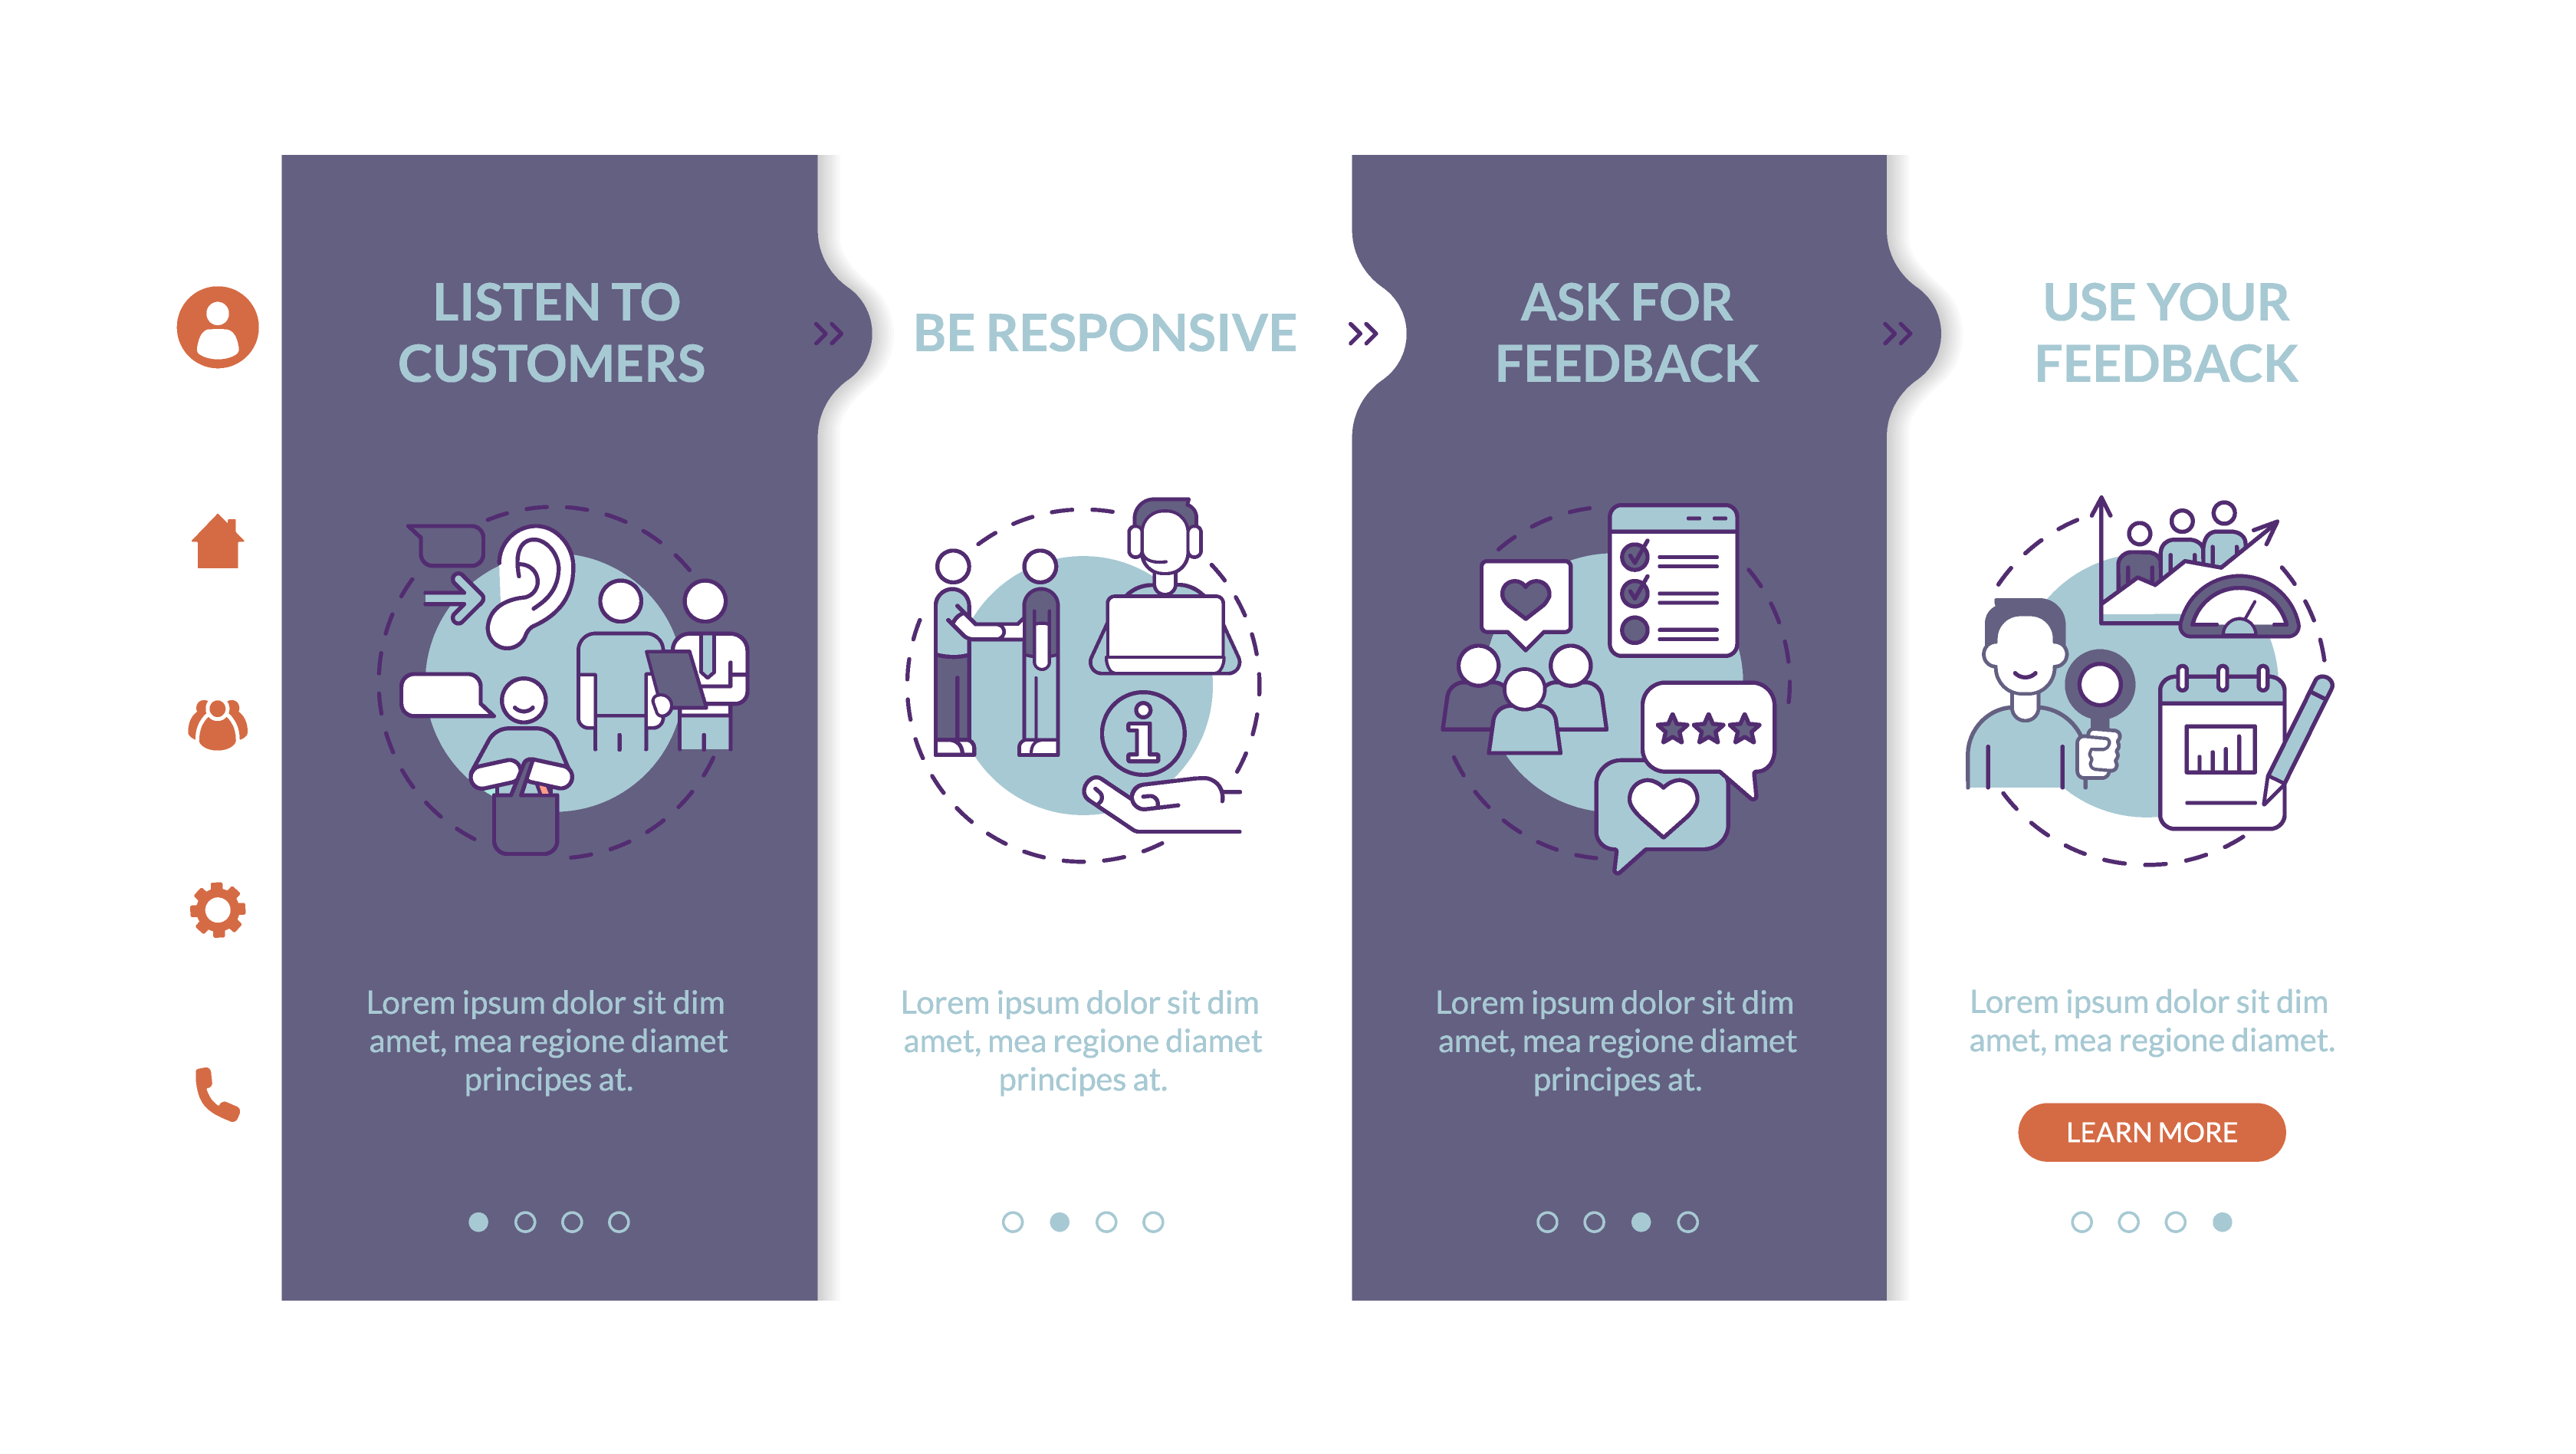 LISTEN TO
CUSTOMERS
Lorem ipsum dolor sit dim
amet, mea regione diamet
principes at.
BE RESPONSIVE
Lorem ipsum dolor sit dim
amet, mea regione diamet
principes at.
ASK FOR
FEEDBACK
Lorem ipsum dolor sit dim
amet, mea regione diamet
principes at.
USE YOUR
FEEDBACK
Lorem ipsum dolor sit dim
amet, mea regione diamet.
LEARN MORE